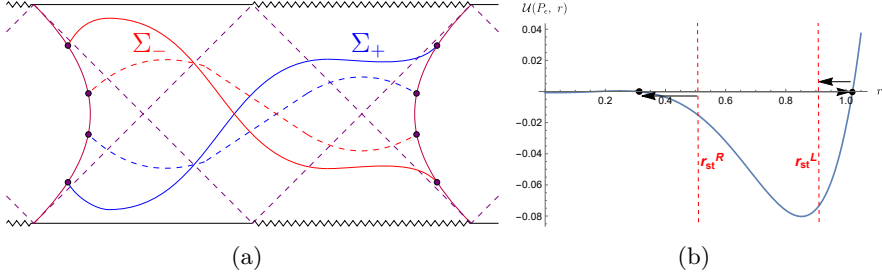 Σ₋
Σ₊
(a)
𝒰(Pₑ, r)
0.04
0.02
0.2
0.4
0.6
0.8
1.0
r
-0.02
-0.04
-0.06
-0.08
r_st^R
r_st^L
(b)